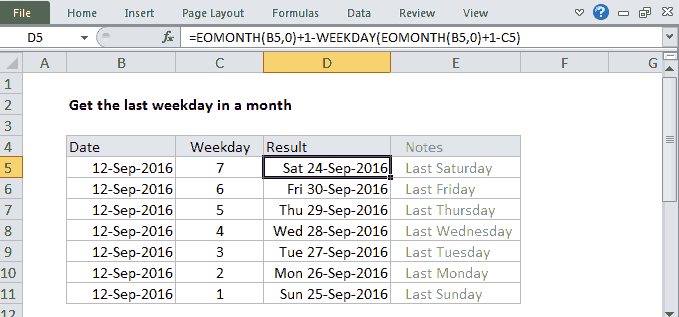 File Home Insert Page Layout Formulas Data Review View
D5 fx =EOMONTH(B5,0)+1-WEEKDAY(EOMONTH(B5,0)+1-C5)
A B C D E F G
1
2 Get the last weekday in a month
3
4 Date Weekday Result Notes
5 12-Sep-2016 7 Sat 24-Sep-2016 Last Saturday
6 12-Sep-2016 6 Fri 30-Sep-2016 Last Friday
7 12-Sep-2016 5 Thu 29-Sep-2016 Last Thursday
8 12-Sep-2016 4 Wed 28-Sep-2016 Last Wednesday
9 12-Sep-2016 3 Tue 27-Sep-2016 Last Tuesday
10 12-Sep-2016 2 Mon 26-Sep-2016 Last Monday
11 12-Sep-2016 1 Sun 25-Sep-2016 Last Sunday
12